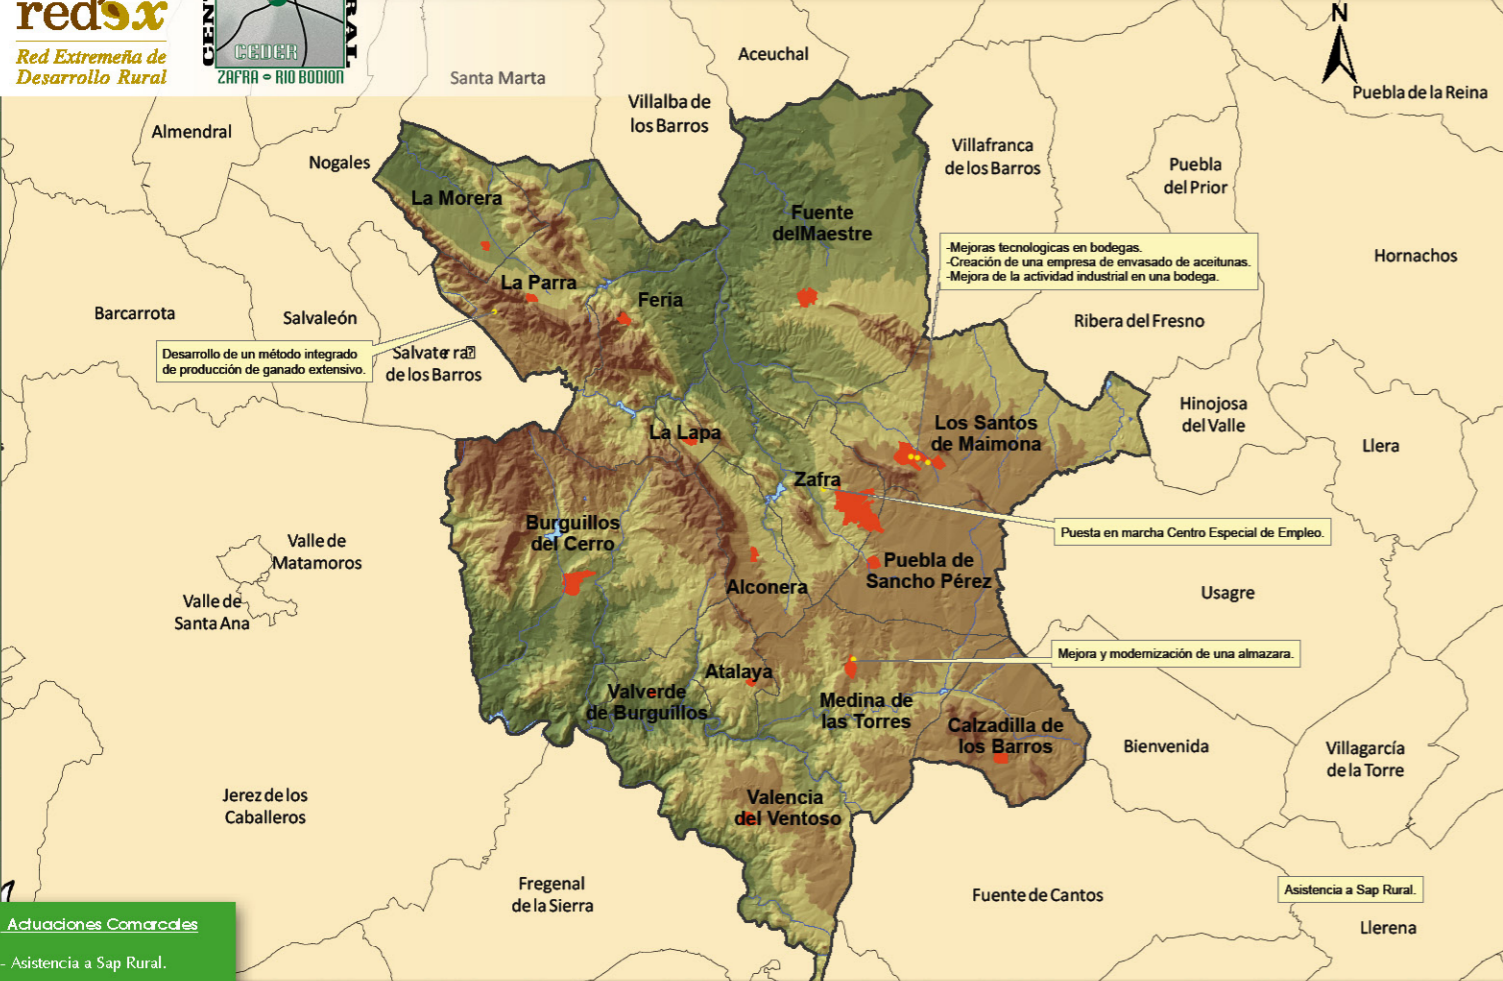 redex
Red Extremeña de
Desarrollo Rural
CEDER
ZAFRA RIO BODION
Aceuchal
Santa Marta
Villalba de
los Barros
Puebla de la Reina
N
Almendral
Nogales
Villafranca
de los Barros
Puebla
del Prior
La Morera
Fuente
delMaestre
-Mejoras tecnologicas en bodegas.
-Creación de una empresa de envasado de aceitunas.
-Mejora de la actividad industrial en una bodega.
Hornachos
La Parra
Feria
Barcarrota
Salvaleón
Ribera del Fresno
Desarrollo de un método integrado
de producción de ganado extensivo.
Salvaterra
de los Barros
Hinojosa
del Valle
Llera
La Lapa
Los Santos
de Maimona
Zafra
Burguillos
del Cerro
Puesta en marcha Centro Especial de Empleo.
Valle de
Matamoros
Puebla de
Sancho Pérez
Alconera
Usagre
Valle de
Santa Ana
Mejora y modernización de una almazara.
Atalaya
Valverde
de Burguillos
Medina de
las Torres
Calzadilla de
los Barros
Bienvenida
Villagarcía
de la Torre
Jerez de los
Caballeros
Valencia
del Ventoso
Fregenal
de la Sierra
Fuente de Cantos
Asistencia a Sap Rural.
Llerena
Actuaciones Comarcales
- Asistencia a Sap Rural.